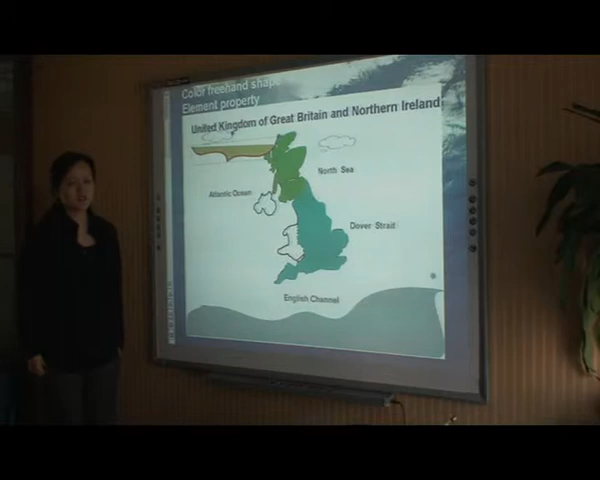 Color freehand shape
Element property
United Kingdom of Great Britain and Northern Ireland
North Sea
Atlantic Ocean
Dover Strait
English Channel